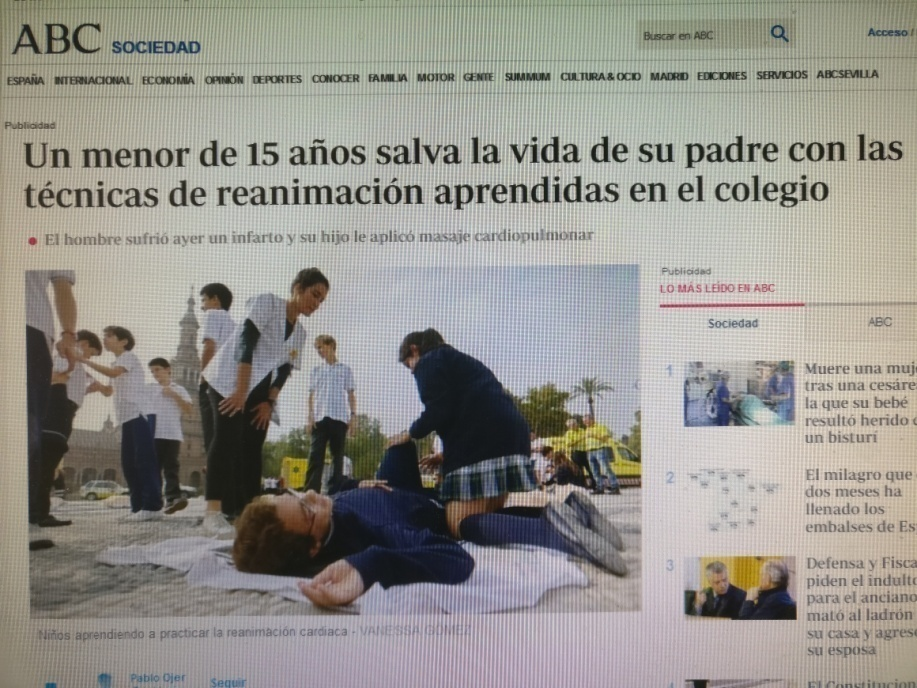 ABC SOCIEDAD
Buscar en ABC
Acceso /
ESPAÑA INTERNACIONAL ECONOMÍA OPINIÓN DEPORTES CONOCER FAMILIA MOTOR GENTE SUMMUM CULTURA & OCIO MADRID EDICIONES SERVICIOS ABCSEVILLA
Publicidad
Un menor de 15 años salva la vida de su padre con las
técnicas de reanimación aprendidas en el colegio
El hombre sufrió ayer un infarto y su hijo le aplicó masaje cardiopulmonar
Niños aprendiendo a practicar la reanimación cardiaca - VANESSA GÓMEZ
Pablo Ojer
Seguir
Publicidad
LO MÁS LEÍDO EN ABC
Sociedad
ABC
1
Muere una muj
tras una cesáre
la que su bebé
resultó herido
un bisturí
2
El milagro que
dos meses ha
llenado los
embalses de Es
3
Defensa y Fisca
piden el indulto
para el anciano
mató al ladrón
su casa y agres
su esposa
El Constitucion